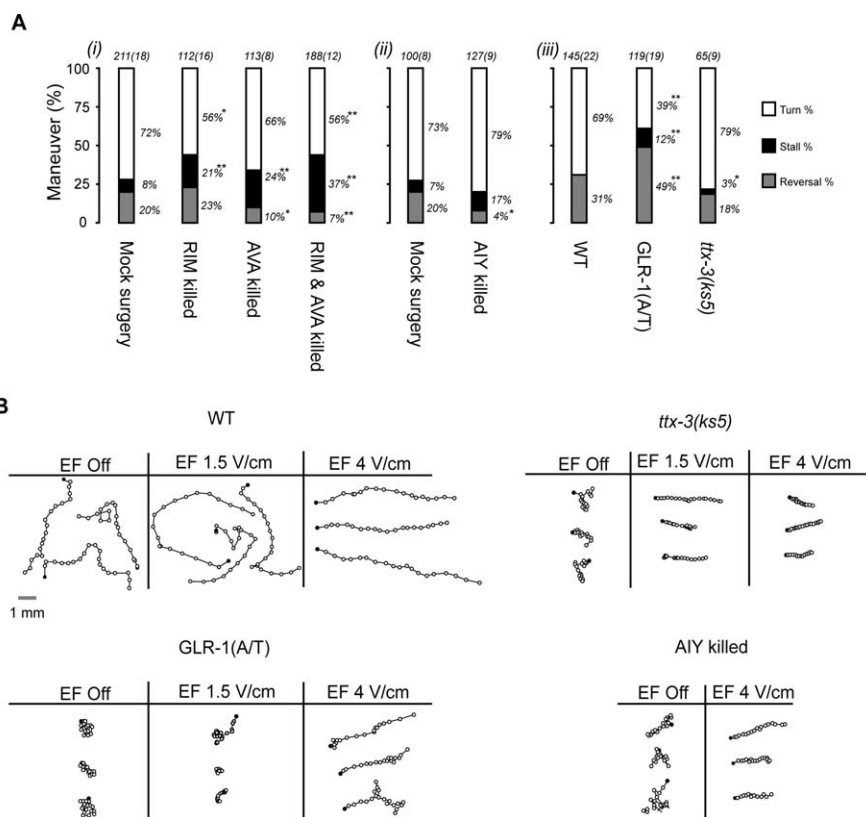 A
(i) (ii) (iii)
211(18) 112(16) 113(8) 188(12) 100(8) 127(9) 145(22) 119(19) 65(9)
Maneuver (%)
100
75
50
25
0
72% 8% 20%
56%* 21%** 23%
66% 24%** 10%*
56%** 37%** 7%**
73% 7% 20%
79% 17% 4%*
69% 31%
39%** 12%** 49%**
79% 3%* 18%
Turn %
Stall %
Reversal %
Mock surgery
RIM killed
AVA killed
RIM & AVA killed
Mock surgery
AIY killed
WT
GLR-1(A/T)
ttx-3(ks5)
B
WT
EF Off EF 1.5 V/cm EF 4 V/cm
1 mm
ttx-3(ks5)
EF Off EF 1.5 V/cm EF 4 V/cm
GLR-1(A/T)
EF Off EF 1.5 V/cm EF 4 V/cm
AIY killed
EF Off EF 4 V/cm